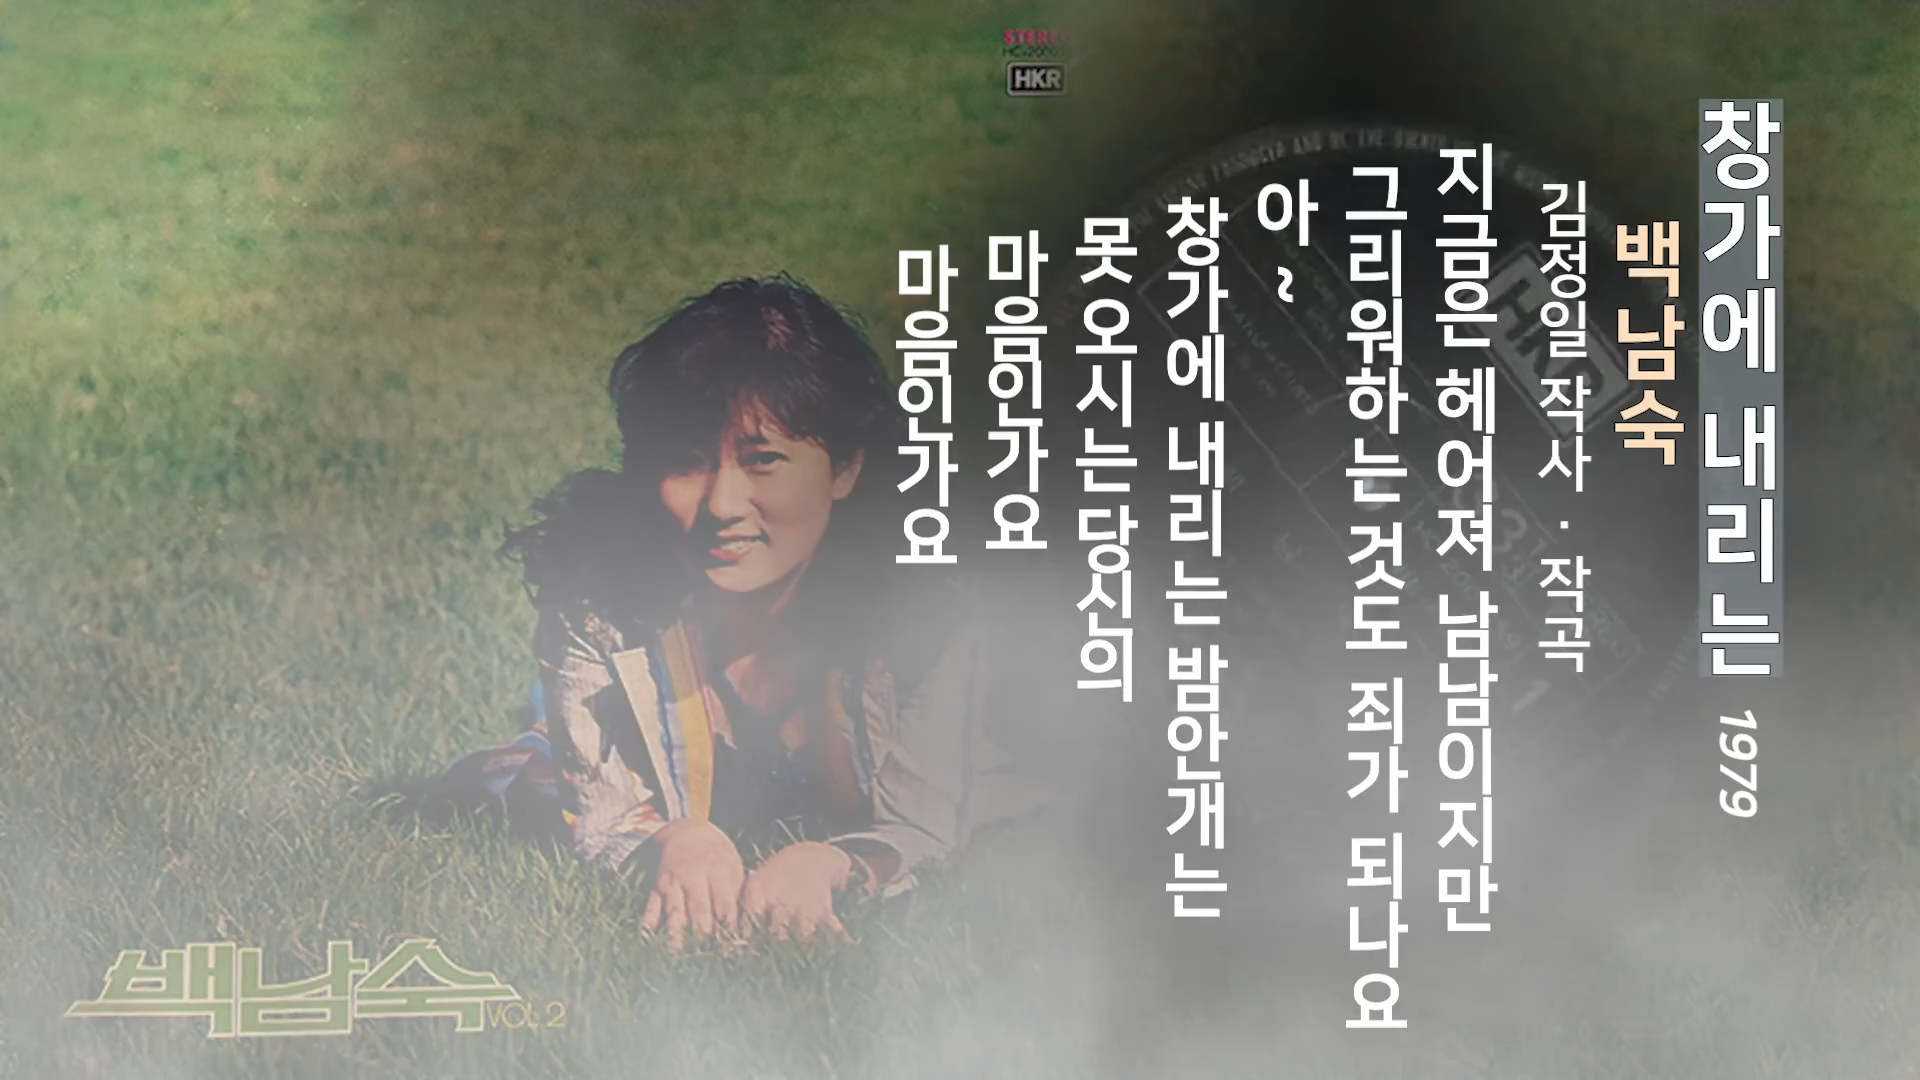 창가에 내리는 1979
백남숙
김정일 작사 · 작곡
지금은 헤어져 남남이지만
그리워하는 것도 죄가 되나요
아~
창가에 내리는 밤안개는
못오시는 당신의
마음인가요
마음인가요
STEREO
HKR
백남숙 VOL.2
HKR